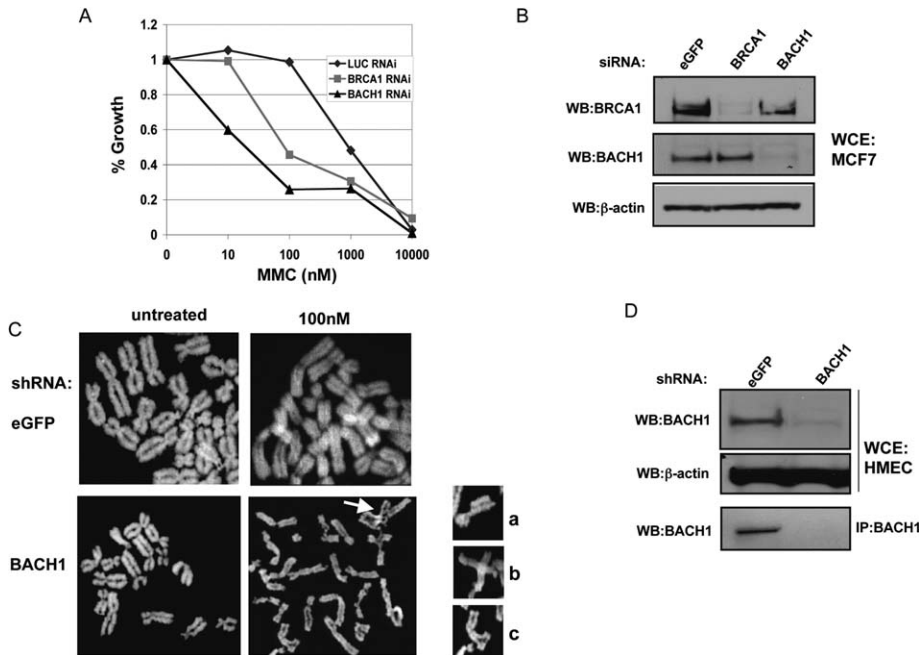 A
1.2
1
0.8
0.6
0.4
0.2
0
% Growth
LUC RNAi
BRCA1 RNAi
BACH1 RNAi
0 10 100 1000 10000
MMC (nM)
B
siRNA: eGFP BRCA1 BACH1
WB:BRCA1
WB:BACH1
WB:β-actin
WCE:
MCF7
C
untreated 100nM
shRNA:
eGFP
BACH1
a
b
c
D
shRNA: eGFP BACH1
WB:BACH1
WB:β-actin
WCE:
HMEC
WB:BACH1 IP:BACH1